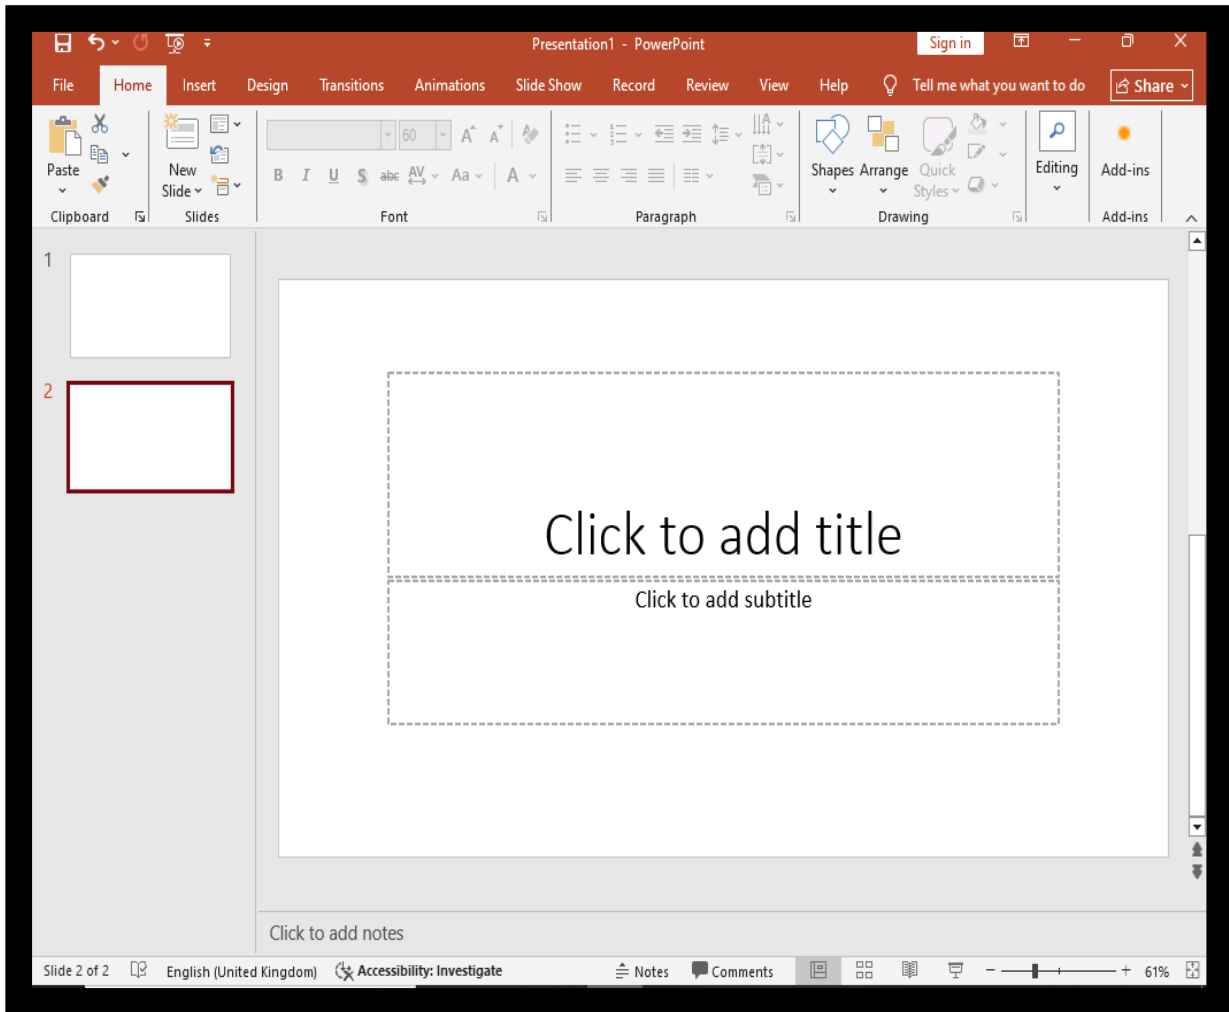 Presentation1 - PowerPoint
Sign in
File Home Insert Design Transitions Animations Slide Show Record Review View Help Tell me what you want to do Share
Paste
New
Slide
60
A A
B I U S abc AV Aa A
Shapes Arrange Quick
Styles
Editing
Add-ins
Clipboard Slides Font Paragraph Drawing Add-ins
1
2
Click to add title
Click to add subtitle
Click to add notes
Slide 2 of 2 English (United Kingdom) Accessibility: Investigate Notes Comments 61%